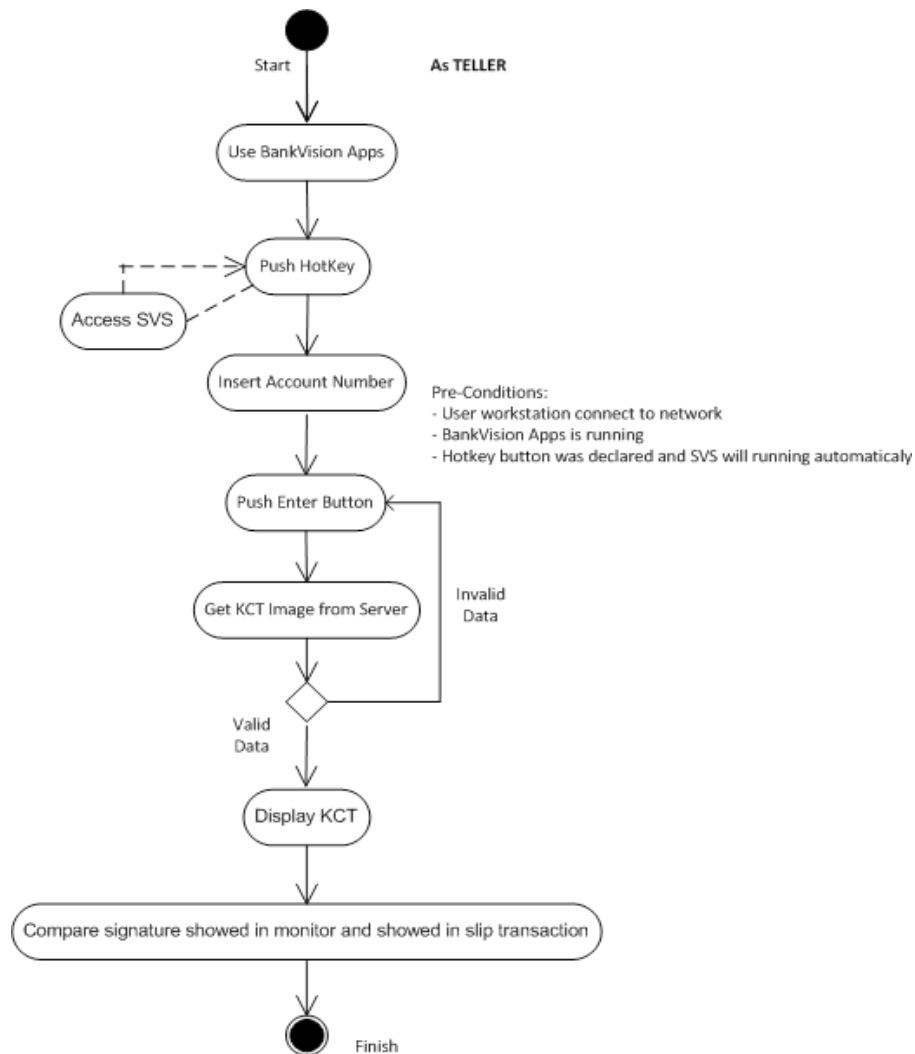 Start
As TELLER
Use BankVision Apps
Push HotKey
Access SVS
Insert Account Number
Pre-Conditions:
- User workstation connect to network
- BankVision Apps is running
- Hotkey button was declared and SVS will running automaticaly
Push Enter Button
Get KCT Image from Server
Invalid
Data
Valid
Data
Display KCT
Compare signature showed in monitor and showed in slip transaction
Finish